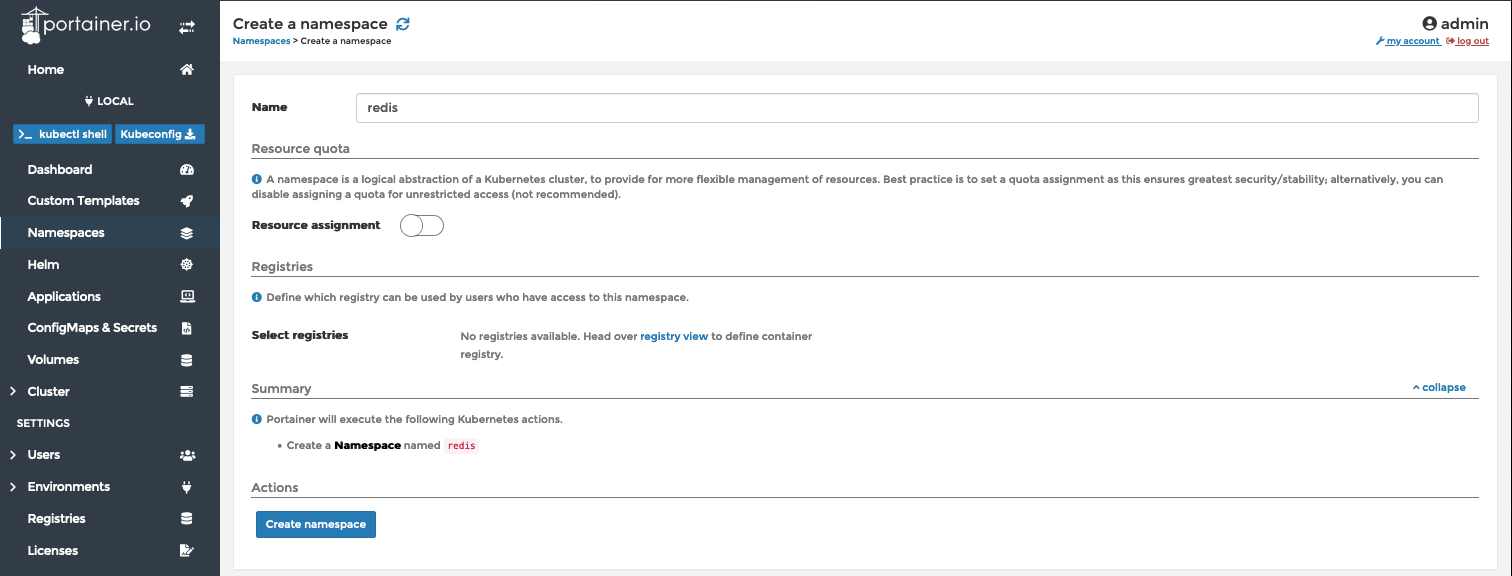 portainer.io
Home
LOCAL
>_ kubectl shell
Kubeconfig
Dashboard
Custom Templates
Namespaces
Helm
Applications
ConfigMaps & Secrets
Volumes
Cluster
SETTINGS
Users
Environments
Registries
Licenses
Create a namespace
Namespaces > Create a namespace
admin
my account log out
Name redis
Resource quota
A namespace is a logical abstraction of a Kubernetes cluster, to provide for more flexible management of resources. Best practice is to set a quota assignment as this ensures greatest security/stability; alternatively, you can
disable assigning a quota for unrestricted access (not recommended).
Resource assignment
Registries
Define which registry can be used by users who have access to this namespace.
Select registries No registries available. Head over registry view to define container
registry.
Summary collapse
Portainer will execute the following Kubernetes actions.
• Create a Namespace named redis
Actions
Create namespace